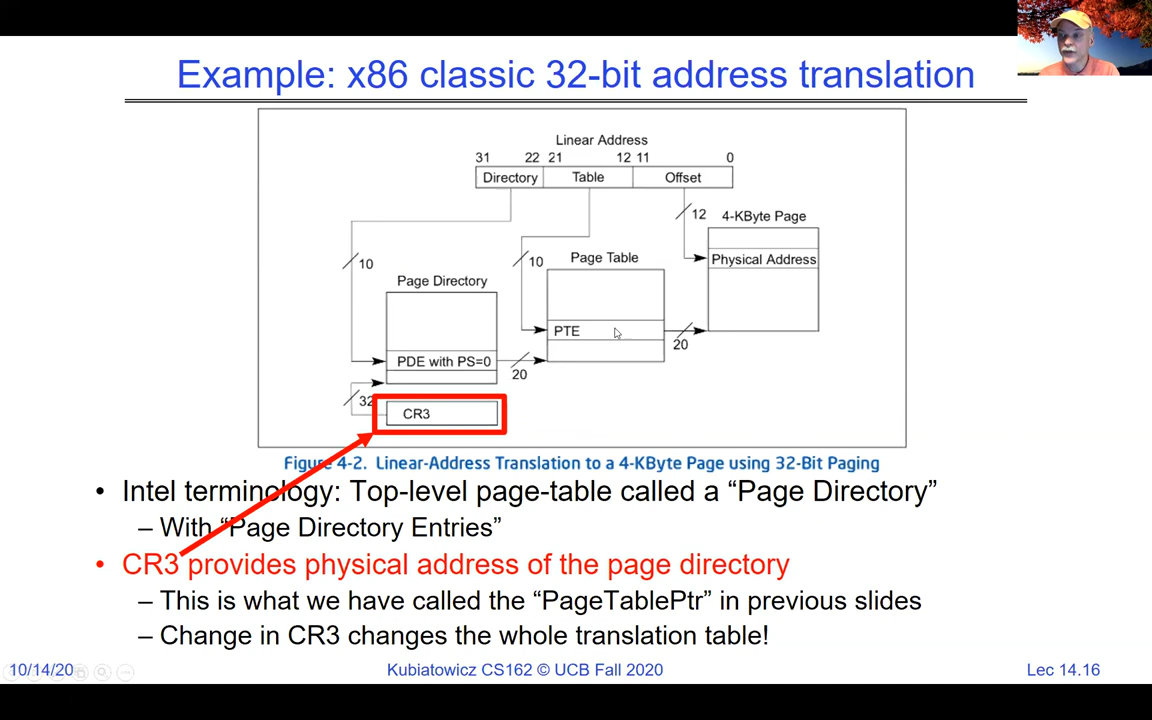 Example: x86 classic 32-bit address translation
Linear Address
31 22 21 12 11 0
Directory Table Offset
12
4-KByte Page
Physical Address
10
10
Page Table
Page Directory
PTE
20
PDE with PS=0
20
32
CR3
Figure 4-2. Linear-Address Translation to a 4-KByte Page using 32-Bit Paging
• Intel terminology: Top-level page-table called a “Page Directory”
– With “Page Directory Entries”
• CR3 provides physical address of the page directory
– This is what we have called the “PageTablePtr” in previous slides
– Change in CR3 changes the whole translation table!
10/14/20 Kubiatowicz CS162 © UCB Fall 2020 Lec 14.16